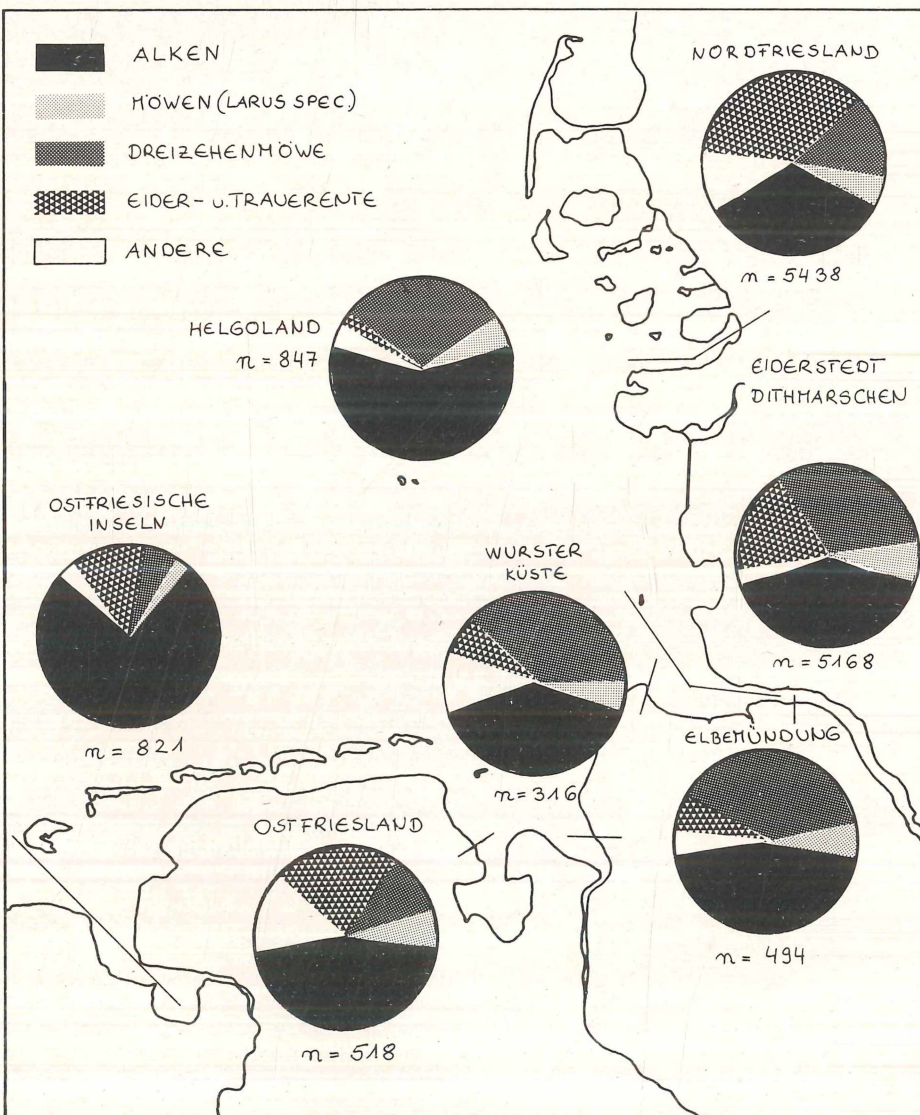 ALKEN
MÖWEN (LARUS SPEC.)
DREIZEHENMÖWE
EIDER- u. TRAUERENTE
ANDERE
NORDFRIESLAND
n = 5438
HELGOLAND
n = 847
EIDERSTEDT
DITHMARSCHEN
n = 5168
OSTFRIESISCHE
INSELN
n = 821
WURSTER
KÜSTE
n = 316
ELBEMÜNDUNG
n = 494
OSTFRIESLAND
n = 518